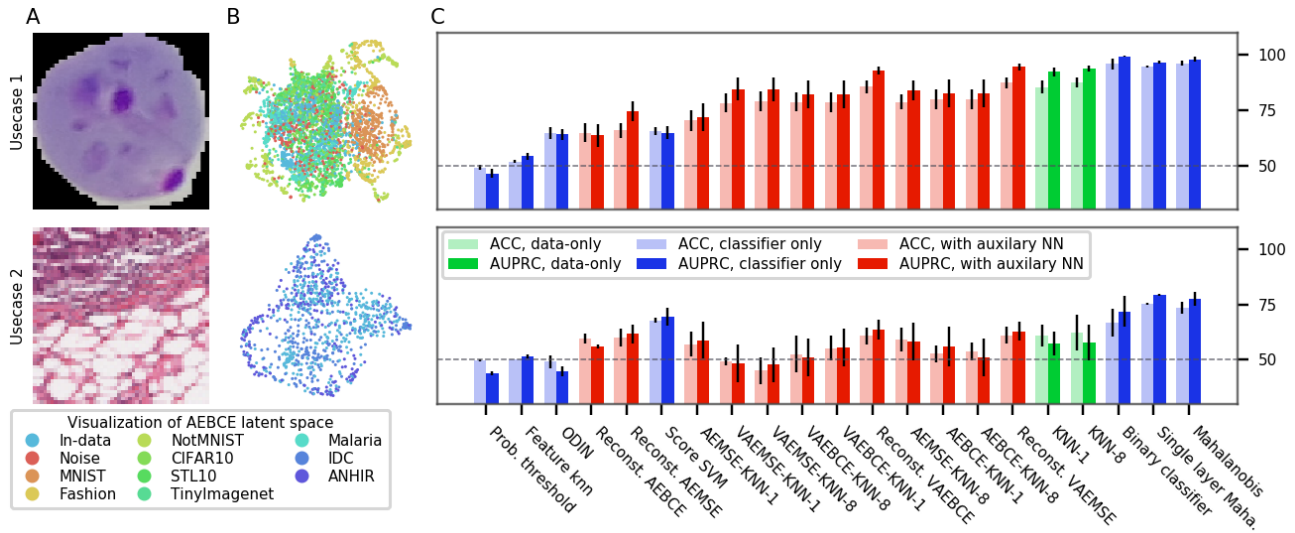 A
B
C
Usecase 1
100
75
50
Usecase 2
ACC, data-only
AUPRC, data-only
ACC, classifier only
AUPRC, classifier only
ACC, with auxilary NN
AUPRC, with auxilary NN
100
75
50
Visualization of AEBCE latent space
In-data
Noise
MNIST
Fashion
NotMNIST
CIFAR10
STL10
TinyImagenet
Malaria
IDC
ANHIR
Prob. threshold
Feature knn
ODIN
Reconst. AEBCE
Reconst. AEMSE
Score SVM
AEMSE-KNN-1
VAEMSE-KNN-1
VAEMSE-KNN-8
VAEBCE-KNN-8
VAEBCE-KNN-1
Reconst. VAEBCE
AEMSE-KNN-8
AEBCE-KNN-1
AEBCE-KNN-8
Reconst. VAEMSE
KNN-1
KNN-8
Binary classifier
Single layer Maha.
Mahalanobis